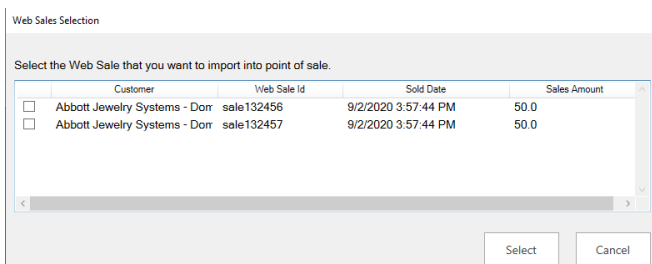 Web Sales Selection
Select the Web Sale that you want to import into point of sale.
Customer Web Sale Id Sold Date Sales Amount
Abbott Jewelry Systems - Dom sale132456 9/2/2020 3:57:44 PM 50.0
Abbott Jewelry Systems - Dom sale132457 9/2/2020 3:57:44 PM 50.0
Select Cancel